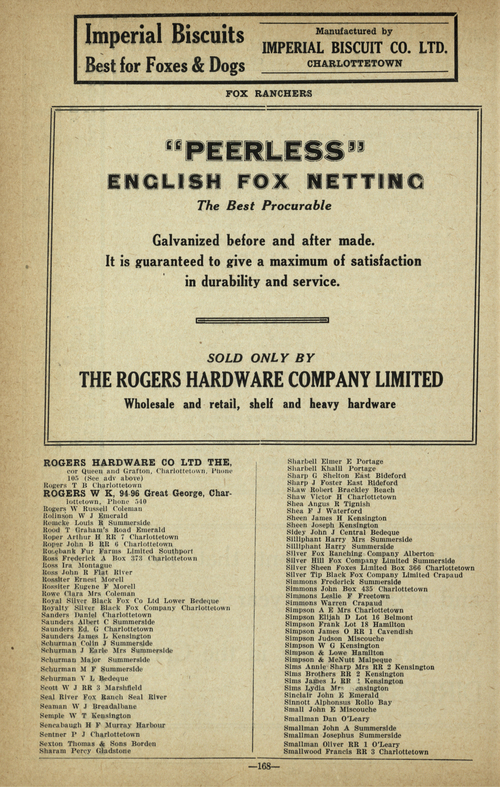 Imperial Biscuits
Best for Foxes & Dogs
Manufactured by
IMPERIAL BISCUIT CO. LTD.
CHARLOTTETOWN
FOX RANCHERS
"PEERLESS"
ENGLISH FOX NETTING
The Best Procurable
Galvanized before and after made.
It is guaranteed to give a maximum of satisfaction
in durability and service.
SOLD ONLY BY
THE ROGERS HARDWARE COMPANY LIMITED
Wholesale and retail, shelf and heavy hardware
ROGERS HARDWARE CO LTD THE,
cor Queen and Grafton, Charlottetown, Phone
105 (See adv above)
Rogers T B Charlottetown
ROGERS W K, 94-96 Great George, Char-
lottetown, Phone 540
Rogers W Russell Coleman
Rolinson W J Emerald
Remcke Louis B Summerside
Rood T Graham's Road Emerald
Roper Arthur H RR 7 Charlottetown
Roper John B RR 6 Charlottetown
Rosebank Fur Farms Limited Southport
Ross Frederick A Box 373 Charlottetown
Ross Ira Montague
Ross John R Flat River
Rossiter Ernest Morell
Rossiter Eugene F Morell
Rowe Clara Mrs Coleman
Royal Silver Black Fox Co Ltd Lower Bedeque
Royalty Silver Black Fox Company Charlottetown
Sanders Daniel Charlottetown
Saunders Albert C Summerside
Saunders Ed. G Charlottetown
Saunders James L Kensington
Schurman Colin J Summerside
Schurman J Earle Mrs Summerside
Schurman Major Summerside
Schurman M F Summerside
Schurman V L Bedeque
Scott W J RR 3 Marshfield
Seal River Fox Ranch Seal River
Seaman W J Breadalbane
Semple W T Kensington
Sencabaugh H F Murray Harbour
Sentner P J Charlottetown
Sexton Thomas & Sons Borden
Sharam Percy Gladstone
Sharbell Elmer E Portage
Sharbell Khalil Portage
Sharp G Shelton East Bideford
Sharp J Foster East Bideford
Shaw Robert Brackley Beach
Shaw Victor H Charlottetown
Shea Angus R Tignish
Shea F J Waterford
Sheen James H Kensington
Sheen Joseph Kensington
Sidey John J Central Bedeque
Silliphant Harry Mrs Summerside
Silliphant Harry Summerside
Silver Fox Ranching Company Alberton
Silver Hill Fox Company Limited Summerside
Silver Sheen Foxes Limited Box 366 Charlottetown
Silver Tip Black Fox Company Limited Crapaud
Simmons Frederick Summerside
Simmons John Box 435 Charlottetown
Simmons Leslie F Freetown
Simmons Warren Crapaud
Simpson A E Mrs Charlottetown
Simpson Elijah D Lot 16 Belmont
Simpson Frank Lot 18 Hamilton
Simpson James O RR 1 Cavendish
Simpson Judson Miscouche
Simpson W G Kensington
Simpson & Lowe Hamilton
Simpson & McNutt Malpeque
Sims Annie Sharp Mrs RR 2 Kensington
Sims Brothers RR 2 Kensington
Sims James L RR 1 Kensington
Sims Lydia Mrs ensington
Sinclair John E Emerald
Sinnott Alphonsus Rollo Bay
Small John E Miscouche
Smallman Dan O'Leary
Smallman John A Summerside
Smallman Josephus Summerside
Smallman Oliver RR 1 O'Leary
Smallwood Francis RR 3 Charlottetown
—168—